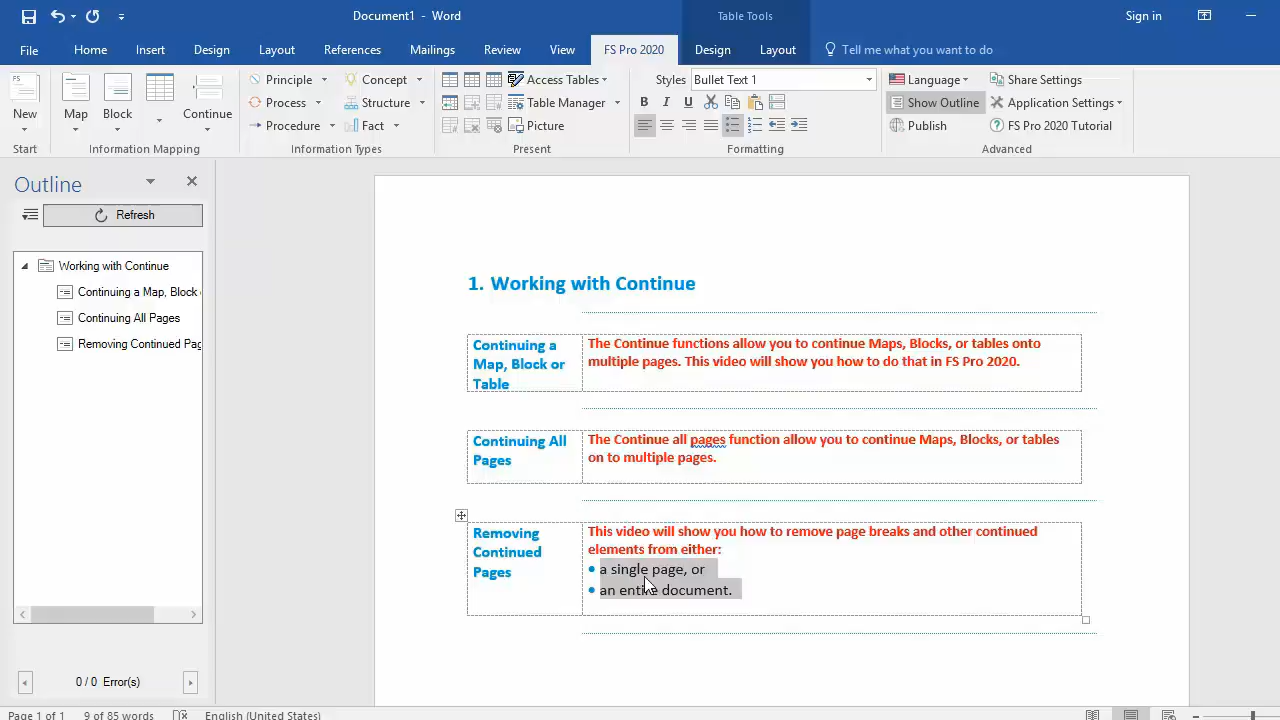 Document1 - Word
Table Tools
Sign in
File Home Insert Design Layout References Mailings Review View FS Pro 2020 Design Layout Tell me what you want to do
New
Start
Map Block Continue
Information Mapping
Principle Concept
Process Structure
Procedure Fact
Information Types
Access Tables
Table Manager
Picture
Present
Styles Bullet Text 1
B I U
Formatting
Language Share Settings
Show Outline Application Settings
Publish FS Pro 2020 Tutorial
Advanced
Outline
Refresh
Working with Continue
Continuing a Map, Block
Continuing All Pages
Removing Continued Pag
0 / 0 Error(s)
1. Working with Continue
Continuing a
Map, Block or
Table
The Continue functions allow you to continue Maps, Blocks, or tables onto
multiple pages. This video will show you how to do that in FS Pro 2020.
Continuing All
Pages
The Continue all pages function allow you to continue Maps, Blocks, or tables
on to multiple pages.
Removing
Continued
Pages
This video will show you how to remove page breaks and other continued
elements from either:
• a single page, or
• an entire document.
Page 1 of 1 9 of 85 words English (United States)